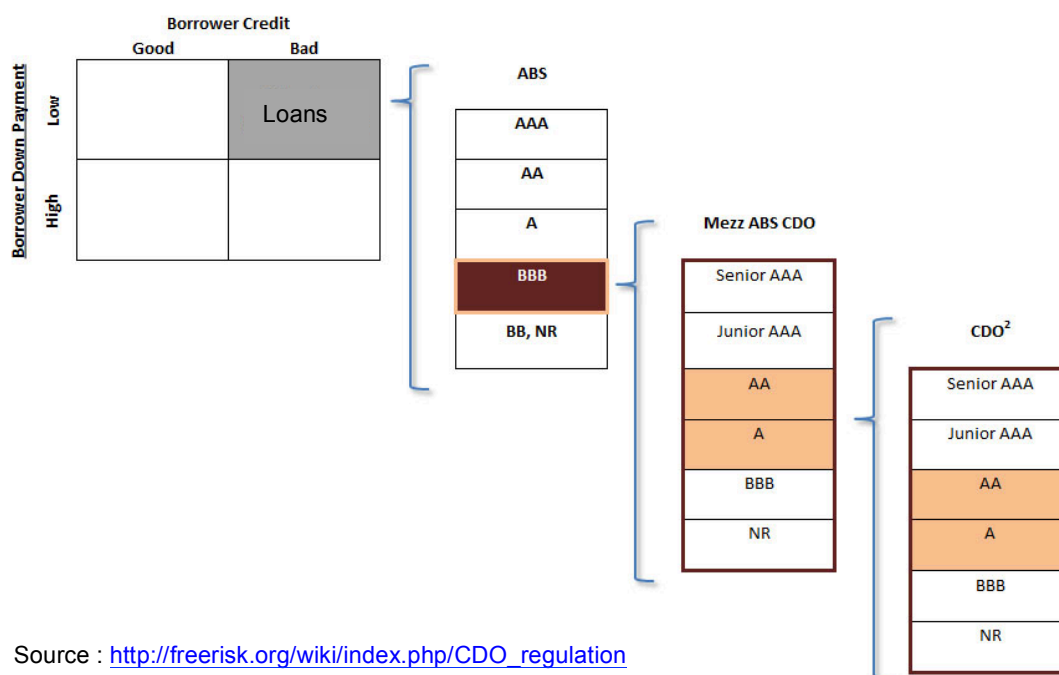 Borrower Credit
Good Bad
Borrower Down Payment
Low
High
Loans
ABS
AAA
AA
A
BBB
BB, NR
Mezz ABS CDO
Senior AAA
Junior AAA
AA
A
BBB
NR
CDO²
Senior AAA
Junior AAA
AA
A
BBB
NR
Source : http://freerisk.org/wiki/index.php/CDO_regulation